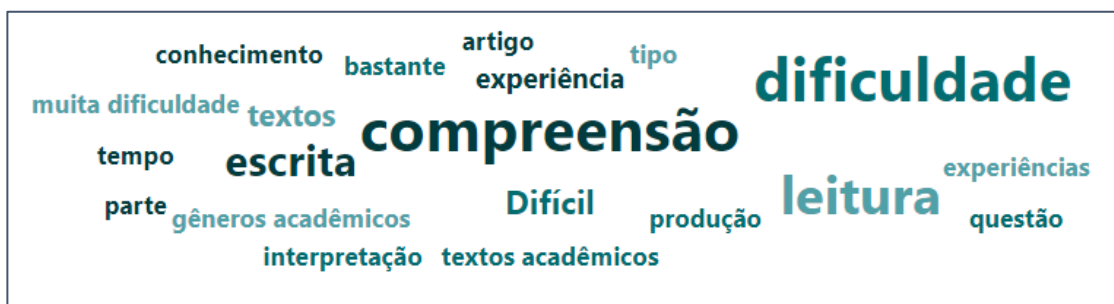 artigo
conhecimento bastante experiência tipo dificuldade
muita dificuldade textos compreensão
tempo escrita experiências
parte gêneros acadêmicos Difícil produção leitura questão
interpretação textos acadêmicos